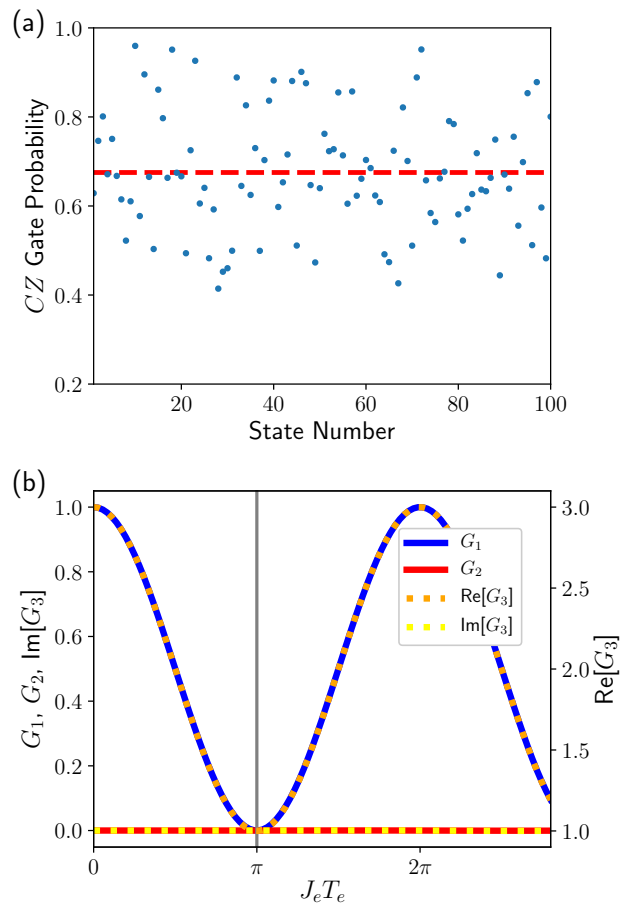 (a)
1.0
0.8
0.6
0.4
0.2
CZ Gate Probability
20 40 60 80 100
State Number
(b)
1.0
0.8
0.6
0.4
0.2
0.0
G₁, G₂, Im[G₃]
G₁
G₂
Re[G₃]
Im[G₃]
3.0
2.5
2.0
1.5
1.0
Re[G₃]
0 π 2π
JₑTₑ